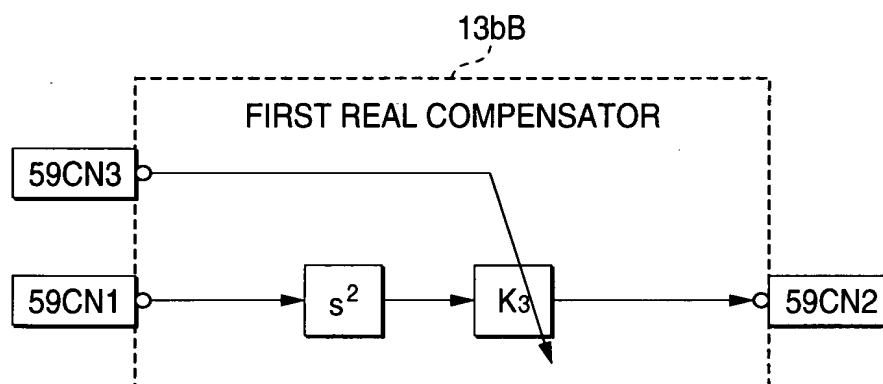 13bB
FIRST REAL COMPENSATOR
59CN3
59CN1
s²
K₃
59CN2